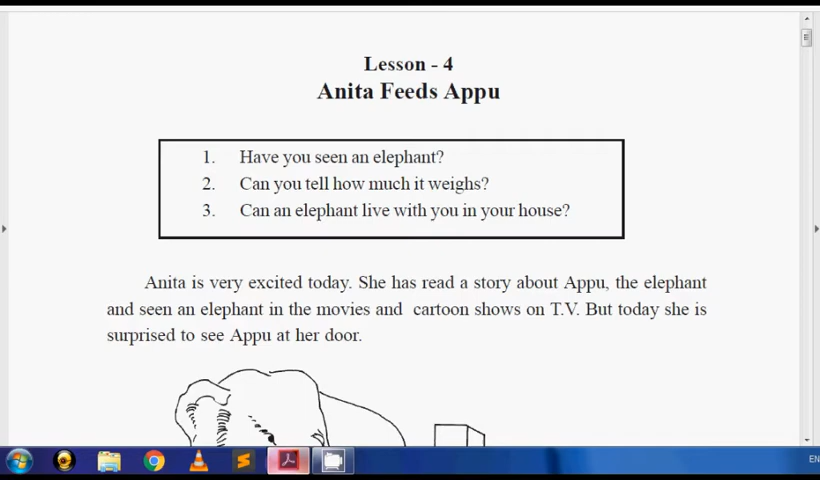 Lesson - 4
Anita Feeds Appu
1. Have you seen an elephant?
2. Can you tell how much it weighs?
3. Can an elephant live with you in your house?
Anita is very excited today. She has read a story about Appu, the elephant
and seen an elephant in the movies and cartoon shows on T.V. But today she is
surprised to see Appu at her door.
EN